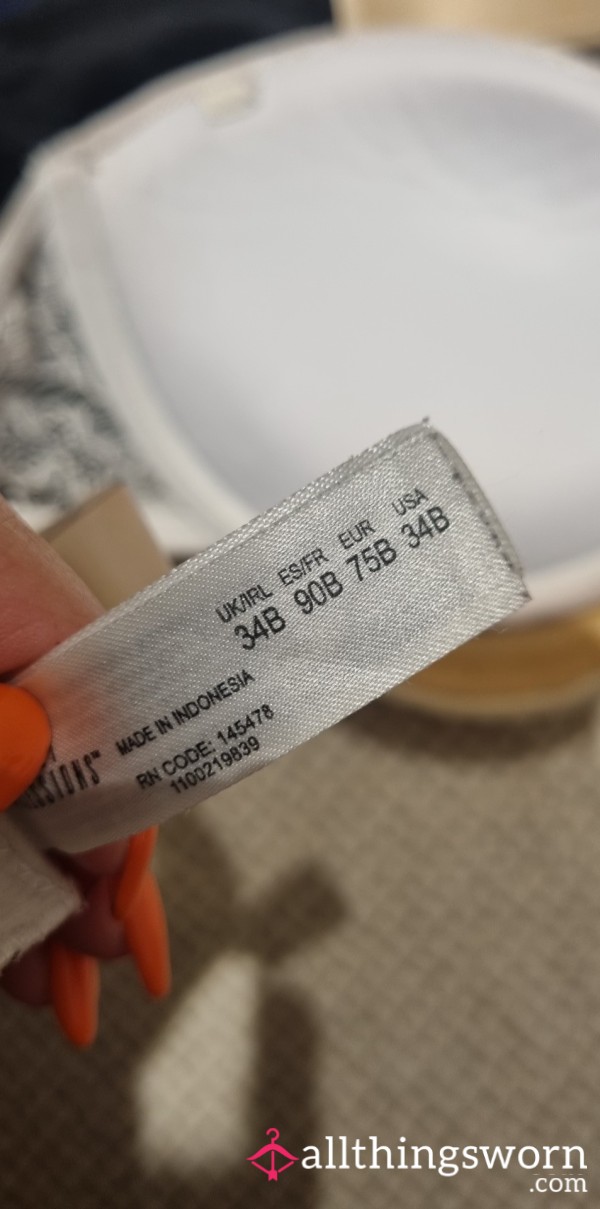 UK/IRL ES/FR EUR USA
34B 90B 75B 34B
MADE IN INDONESIA
RN CODE: 145478
1100219839
allthingsworn
.com